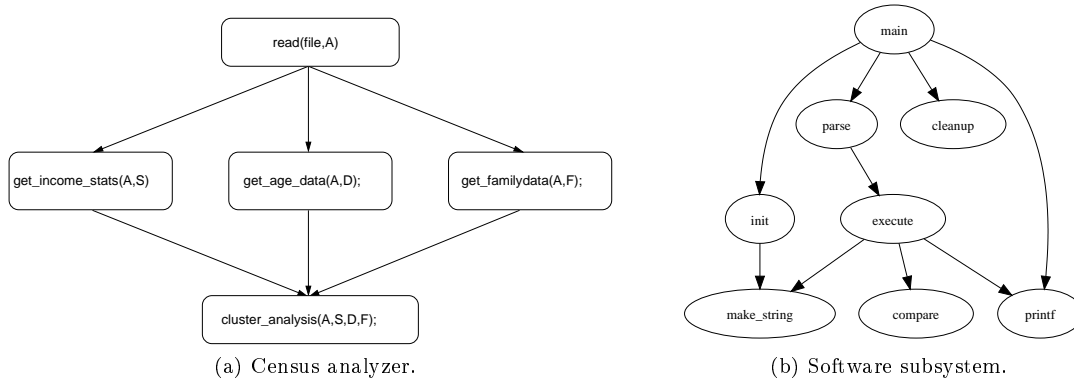 read(file,A)
get_income_stats(A,S)
get_age_data(A,D);
get_familydata(A,F);
cluster_analysis(A,S,D,F);
(a) Census analyzer.
main
parse
cleanup
init
execute
make_string
compare
printf
(b) Software subsystem.